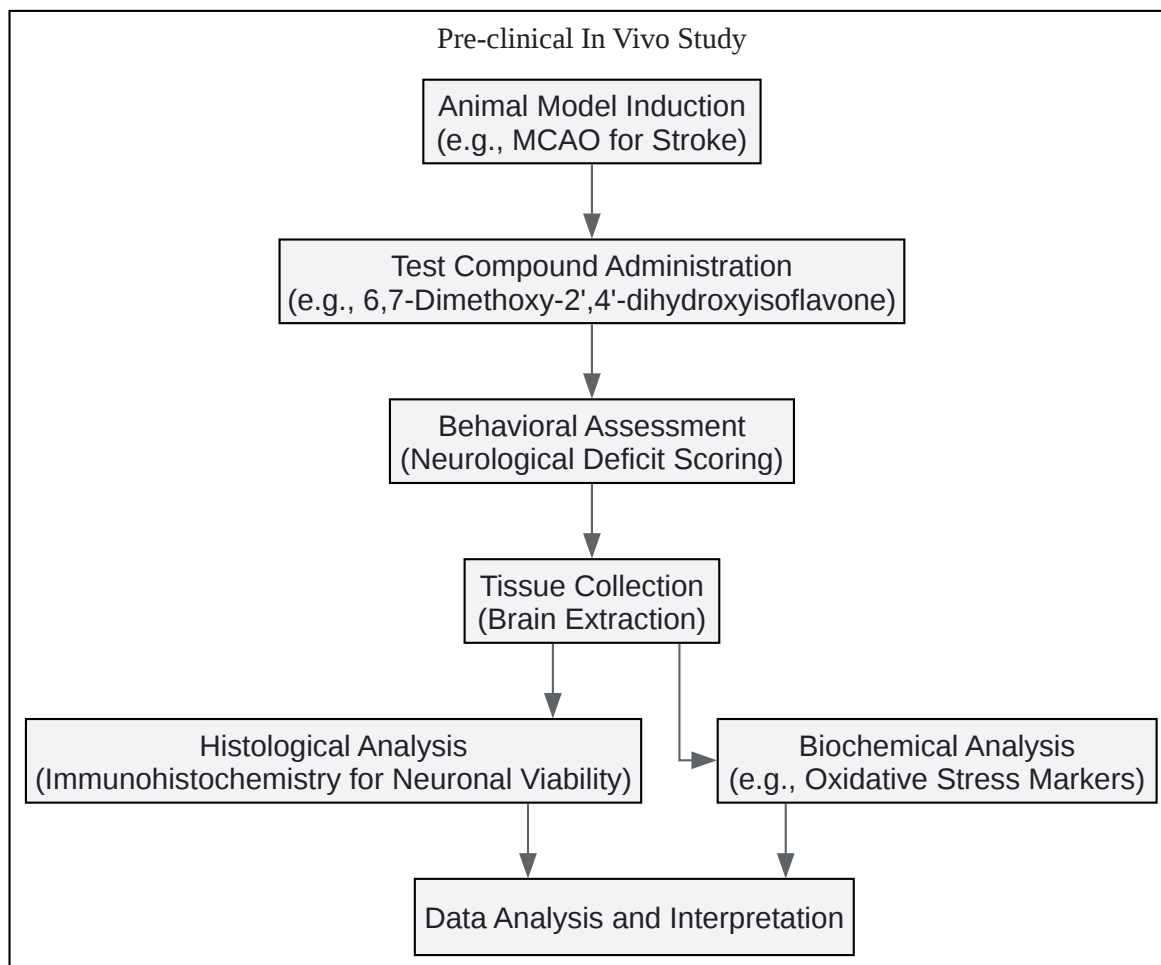 Pre-clinical In Vivo Study
Animal Model Induction
(e.g., MCAO for Stroke)
Test Compound Administration
(e.g., 6,7-Dimethoxy-2',4'-dihydroxyisoflavone)
Behavioral Assessment
(Neurological Deficit Scoring)
Tissue Collection
(Brain Extraction)
Histological Analysis
(Immunohistochemistry for Neuronal Viability)
Biochemical Analysis
(e.g., Oxidative Stress Markers)
Data Analysis and Interpretation